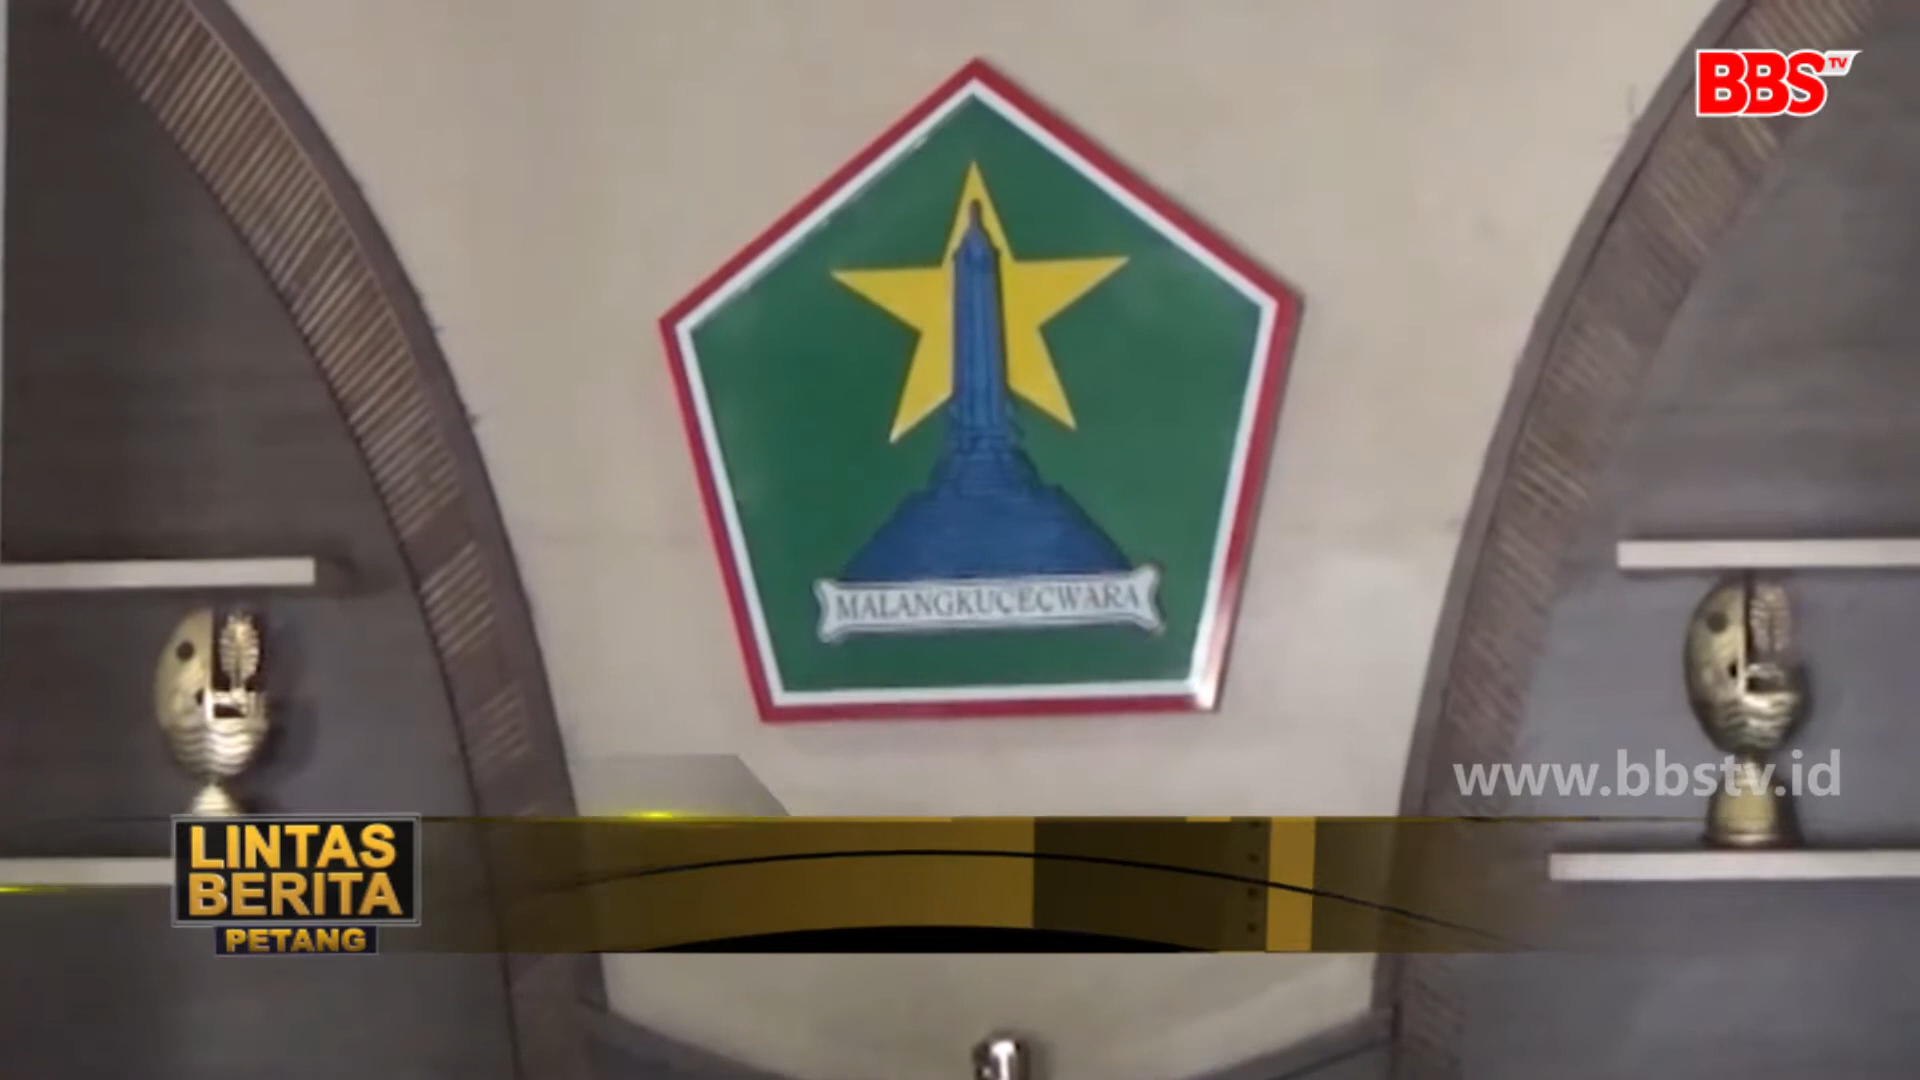 BBS TV
MALANGKUÇEÇWARA
www.bbstv.id
LINTAS
BERITA
PETANG